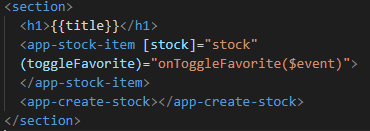 <section>
<h1>{{title}}</h1>
<app-stock-item [stock]="stock"
(toggleFavorite)="onToggleFavorite($event)">
</app-stock-item>
<app-create-stock></app-create-stock>
</section>